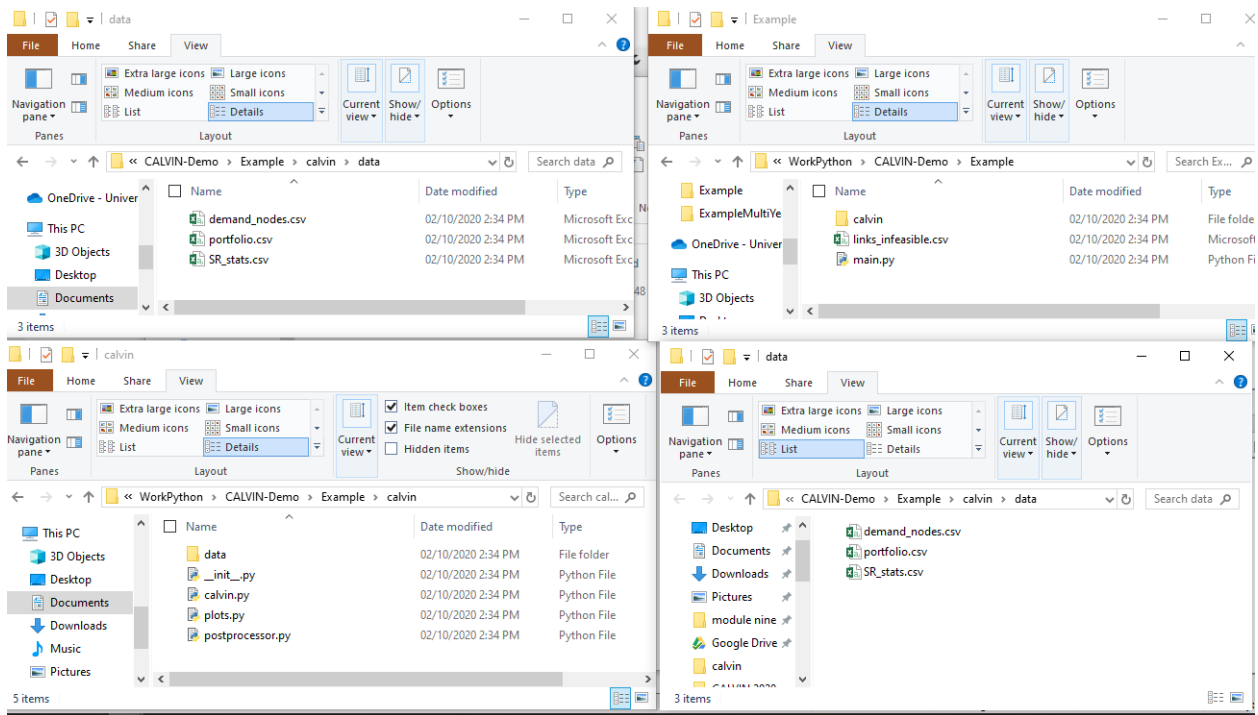 data
File Home Share View
Navigation pane
Extra large icons Large icons
Medium icons Small icons
List Details
Current view
Show/ hide
Options
Panes Layout
« CALVIN-Demo › Example › calvin › data
Search data
OneDrive - Univer
This PC
3D Objects
Desktop
Documents
Name Date modified Type
demand_nodes.csv 02/10/2020 2:34 PM Microsoft Exc
portfolio.csv 02/10/2020 2:34 PM Microsoft Exc
SR_stats.csv 02/10/2020 2:34 PM Microsoft Exc
3 items
Example
File Home Share View
Navigation pane
Extra large icons Large icons
Medium icons Small icons
List Details
Current view
Show/ hide
Options
Panes Layout
« WorkPython › CALVIN-Demo › Example
Search Ex...
Example
ExampleMultiYe
OneDrive - Univer
This PC
3D Objects
Name Date modified Type
calvin 02/10/2020 2:34 PM File folde
links_infeasible.csv 02/10/2020 2:34 PM Microsoft
main.py 02/10/2020 2:34 PM Python Fi
3 items
calvin
File Home Share View
Navigation pane
Extra large icons Large icons
Medium icons Small icons
List Details
Current view
Item check boxes
File name extensions
Hidden items
Hide selected items
Options
Panes Layout Show/hide
« WorkPython › CALVIN-Demo › Example › calvin
Search cal...
This PC
3D Objects
Desktop
Documents
Downloads
Music
Pictures
Name Date modified Type
data 02/10/2020 2:34 PM File folder
__init__.py 02/10/2020 2:34 PM Python File
calvin.py 02/10/2020 2:34 PM Python File
plots.py 02/10/2020 2:34 PM Python File
postprocessor.py 02/10/2020 2:34 PM Python File
5 items
data
File Home Share View
Navigation pane
Extra large icons Large icons
Medium icons Small icons
List Details
Current view
Show/ hide
Options
Panes Layout
« CALVIN-Demo › Example › calvin › data
Search data
Desktop
Documents
Downloads
Pictures
module nine
Google Drive
calvin
demand_nodes.csv
portfolio.csv
SR_stats.csv
3 items